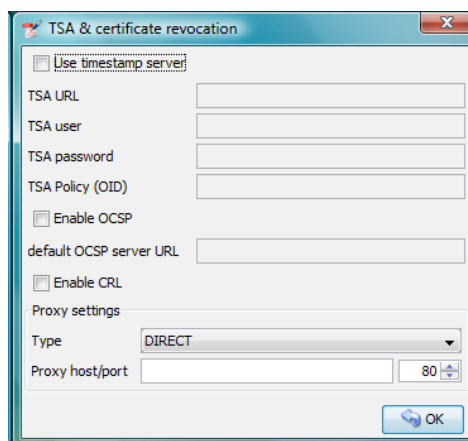 TSA & certificate revocation
Use timestamp server
TSA URL
TSA user
TSA password
TSA Policy (OID)
Enable OCSP
default OCSP server URL
Enable CRL
Proxy settings
Type DIRECT
Proxy host/port 80
OK